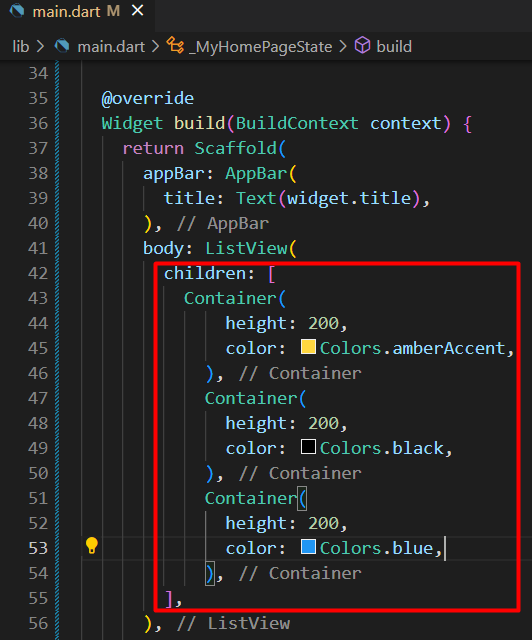 main.dart M ×
lib > main.dart > _MyHomePageState > build
34
35 @override
36 Widget build(BuildContext context) {
37 return Scaffold(
38 appBar: AppBar(
39 title: Text(widget.title),
40 ), // AppBar
41 body: ListView(
42 children: [
43 Container(
44 height: 200,
45 color: Colors.amberAccent,
46 ), // Container
47 Container(
48 height: 200,
49 color: Colors.black,
50 ), // Container
51 Container(
52 height: 200,
53 color: Colors.blue,
54 ), // Container
55 ],
56 ), // ListView